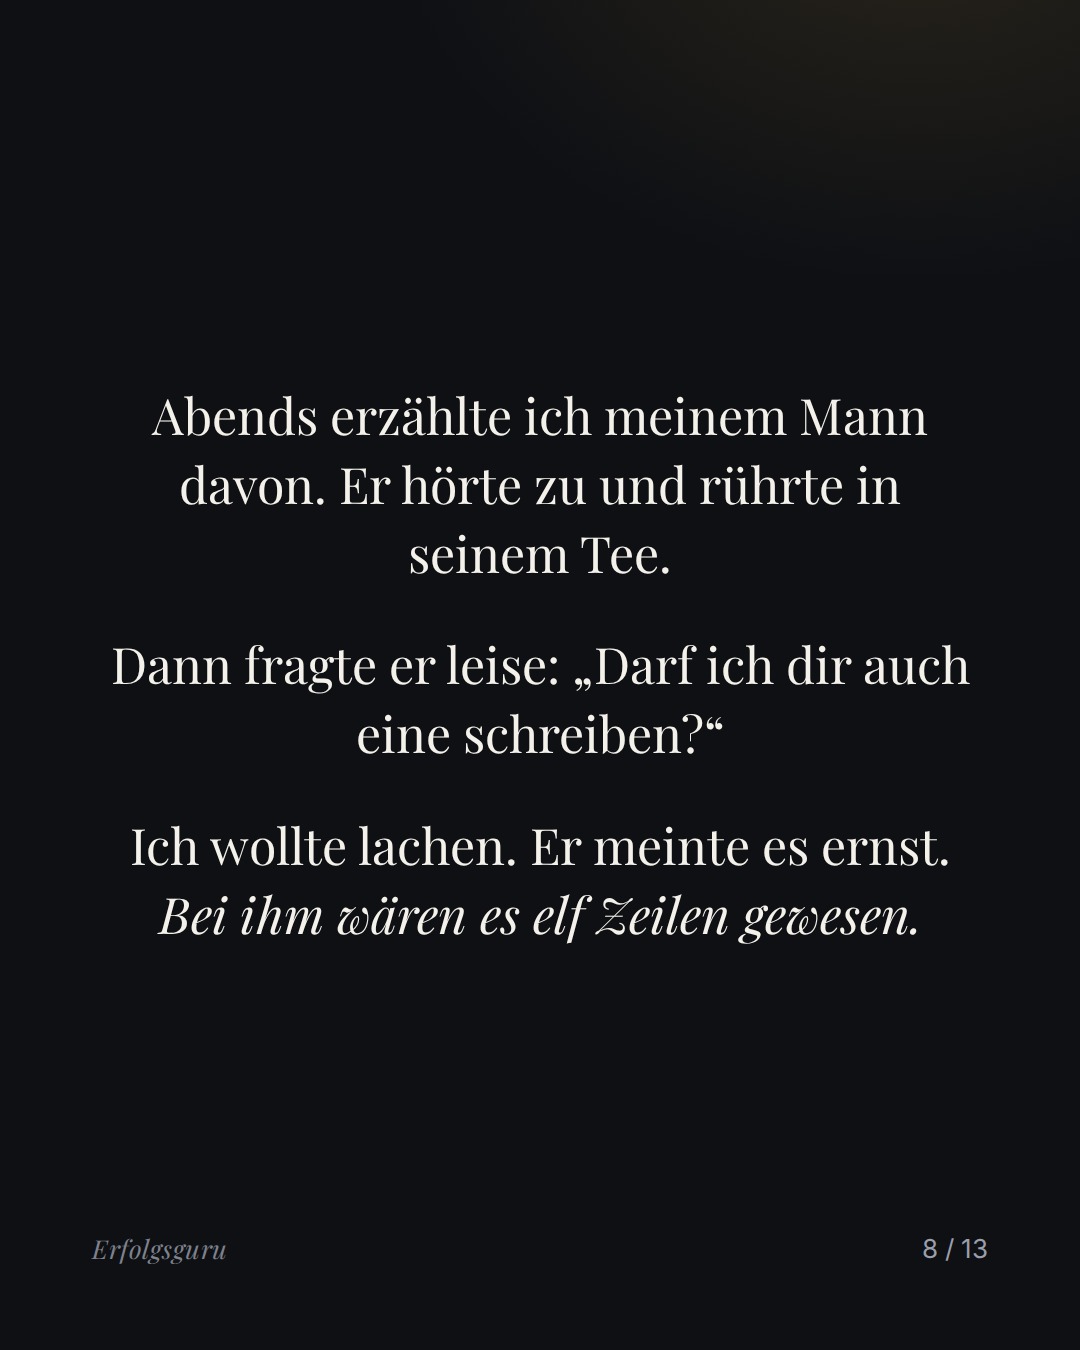 Abends erzählte ich meinem Mann
davon. Er hörte zu und rührte in
seinem Tee.
Dann fragte er leise: „Darf ich dir auch
eine schreiben?“
Ich wollte lachen. Er meinte es ernst.
Bei ihm wären es elf Zeilen gewesen.
Erfolgsguru
8 / 13